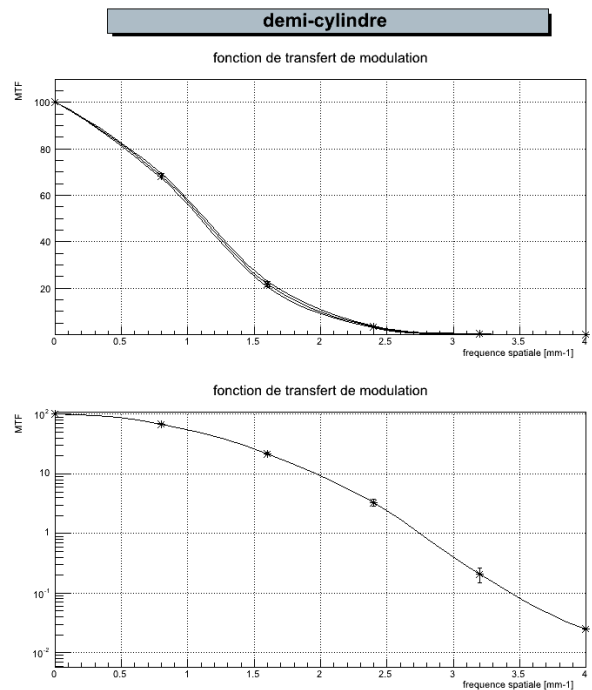 demi-cylindre
fonction de transfert de modulation
MTF
100
80
60
40
20
0 0.5 1 1.5 2 2.5 3 3.5 4
frequence spatiale [mm-1]
fonction de transfert de modulation
MTF
10²
10
1
10⁻¹
10⁻²
0 0.5 1 1.5 2 2.5 3 3.5 4
frequence spatiale [mm-1]